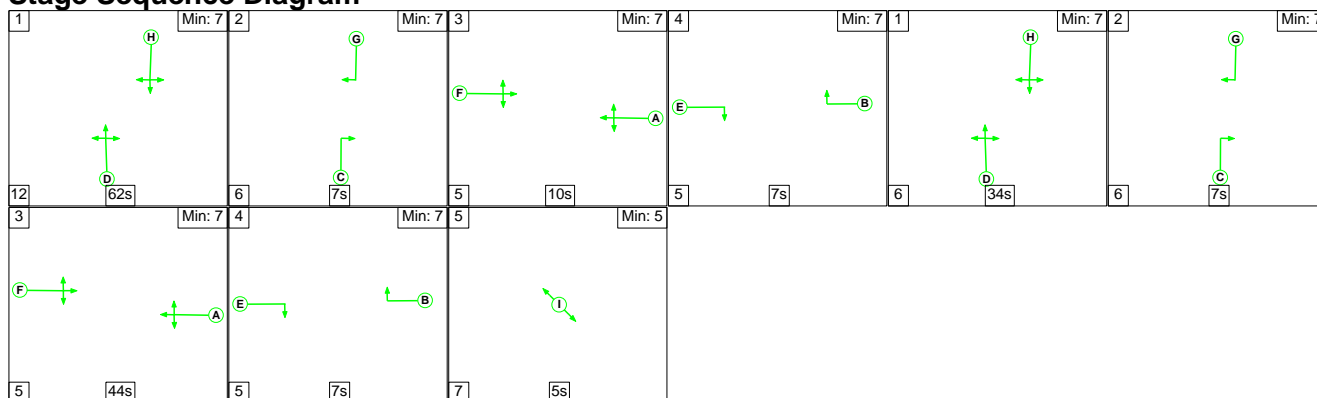 Stage Sequence Diagram
1 Min: 7 2 Min: 7 3 Min: 7 4 Min: 7 1 Min: 7 2 Min: 7
H G H G
F A E B
D C D C
12 62s 6 7s 5 10s 5 7s 6 34s 6 7s
3 Min: 7 4 Min: 7 5 Min: 5
F A E B I
5 44s 5 7s 7 5s